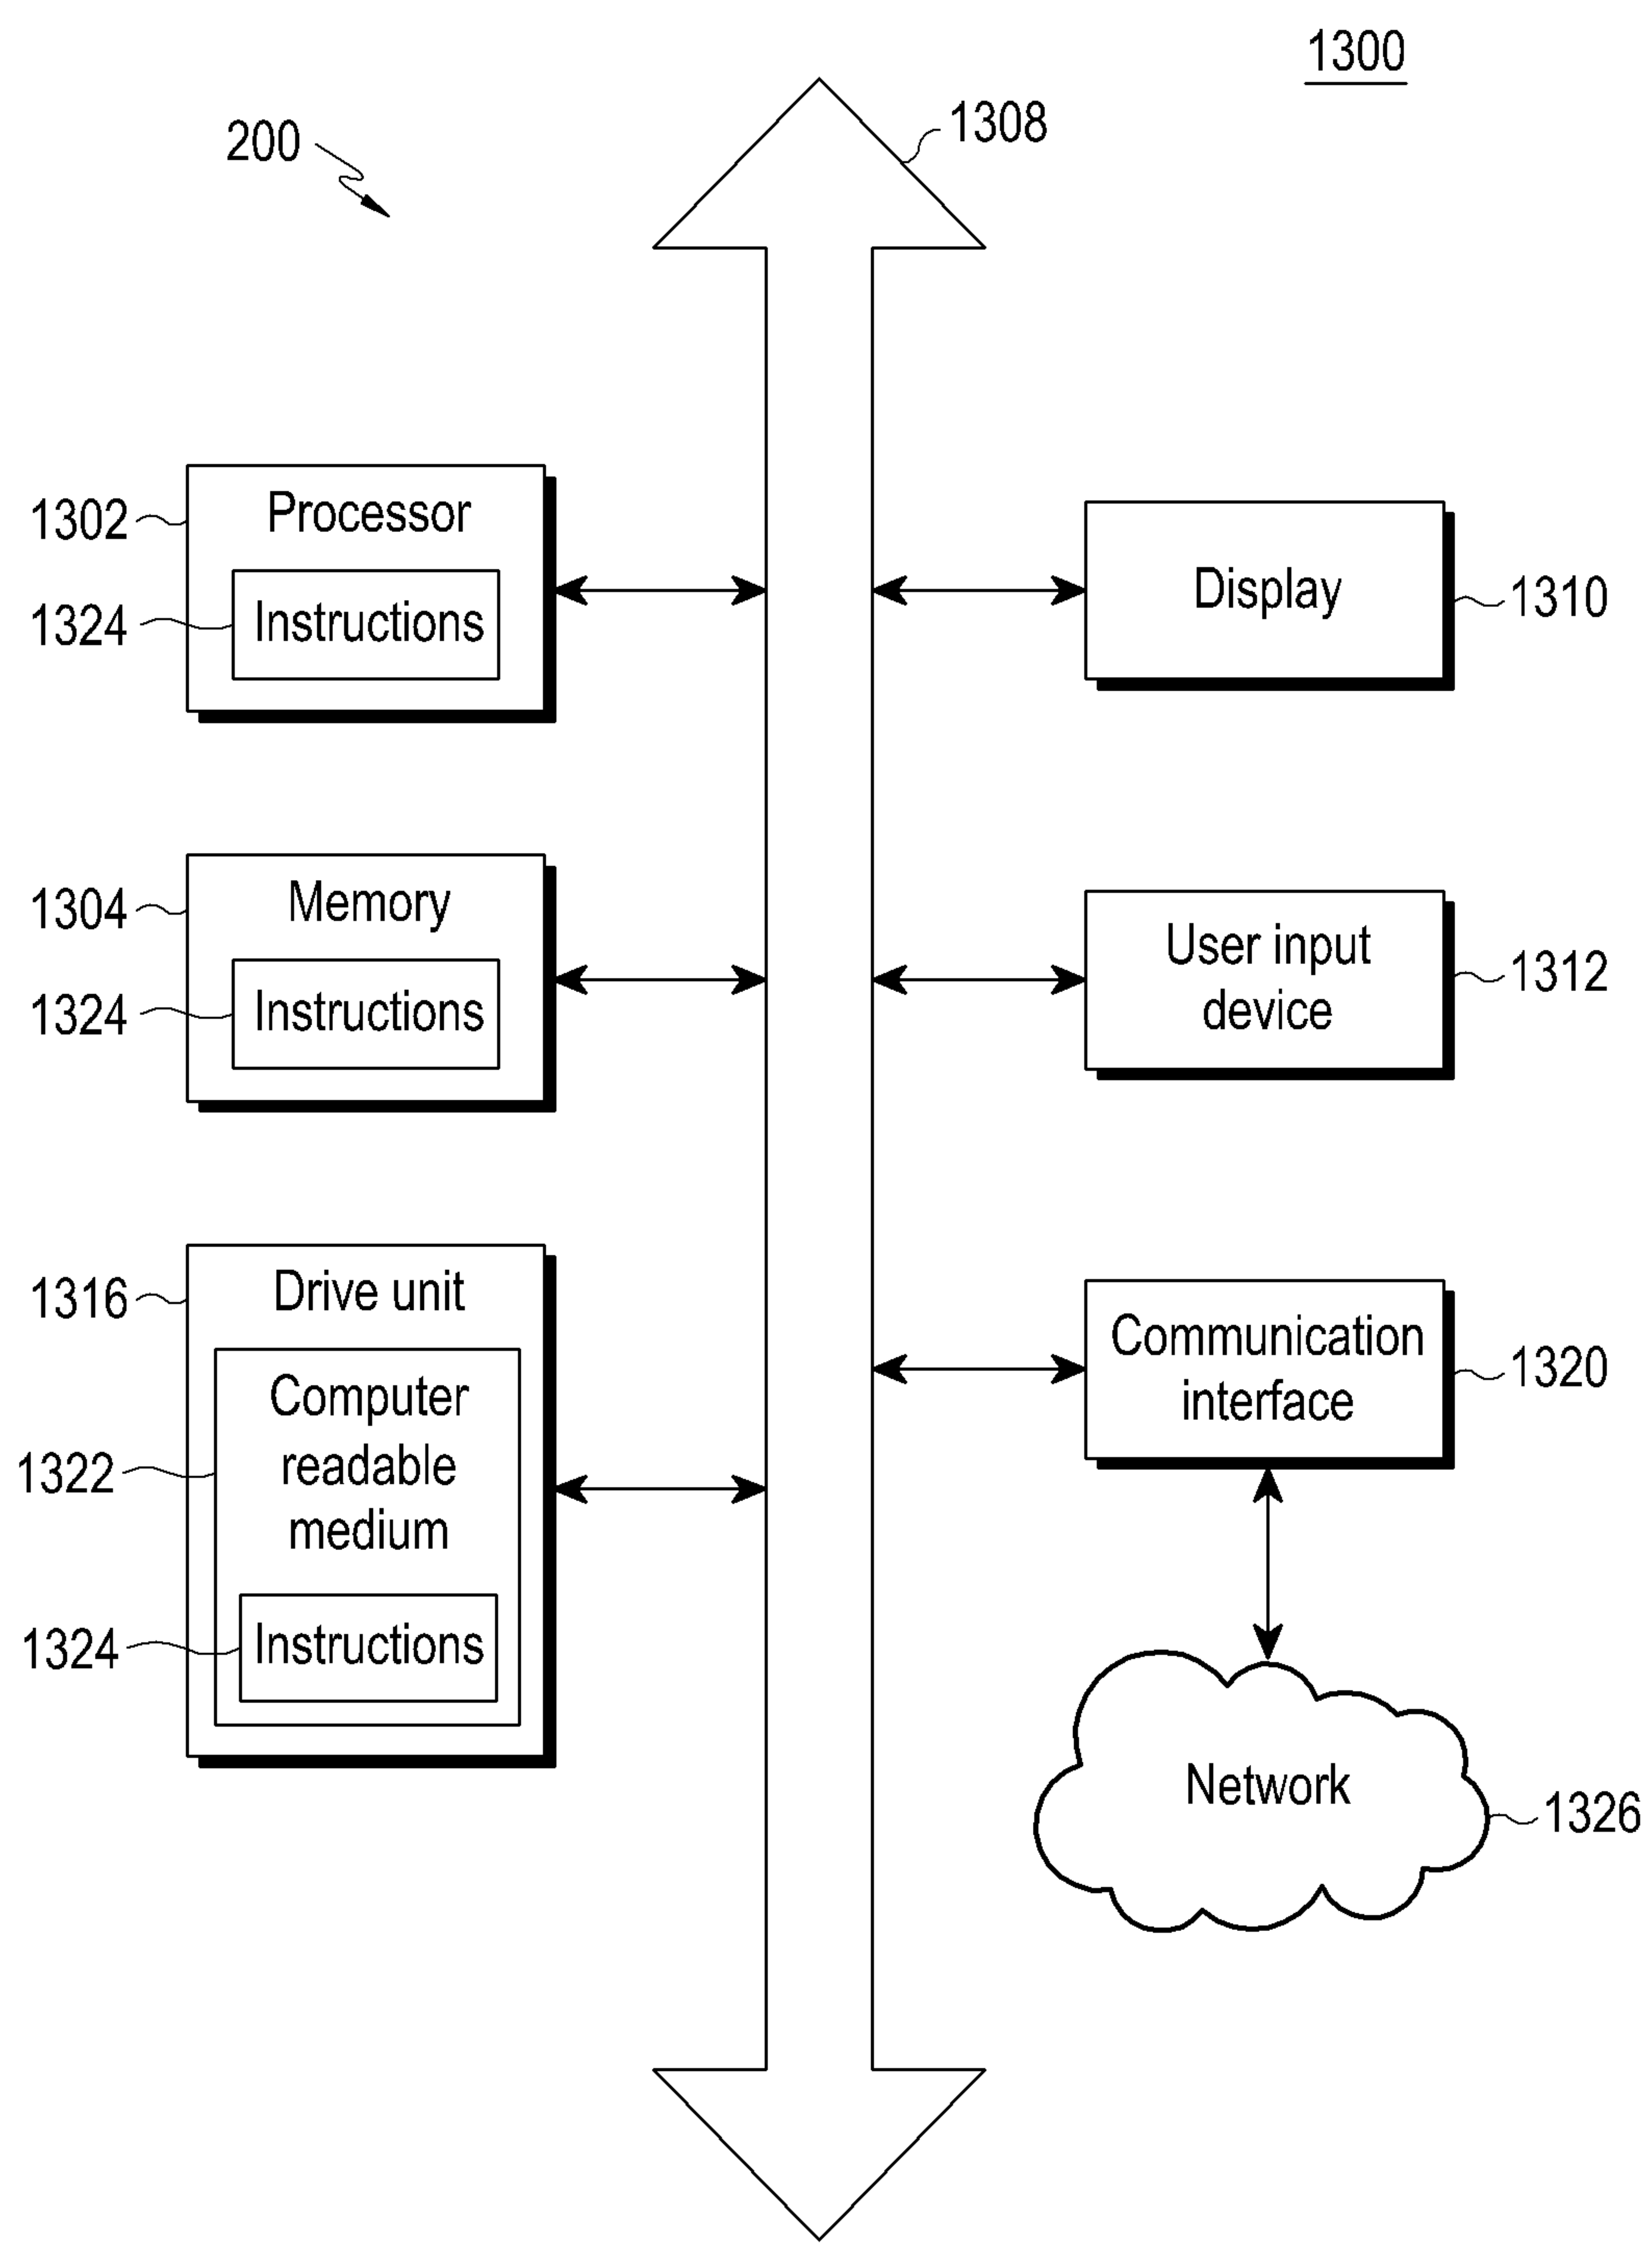 1300
200
1308
1302
Processor
1324
Instructions
Display
1310
1304
Memory
1324
Instructions
User input
device
1312
1316
Drive unit
1322
Computer
readable
medium
1324
Instructions
Communication
interface
1320
Network
1326